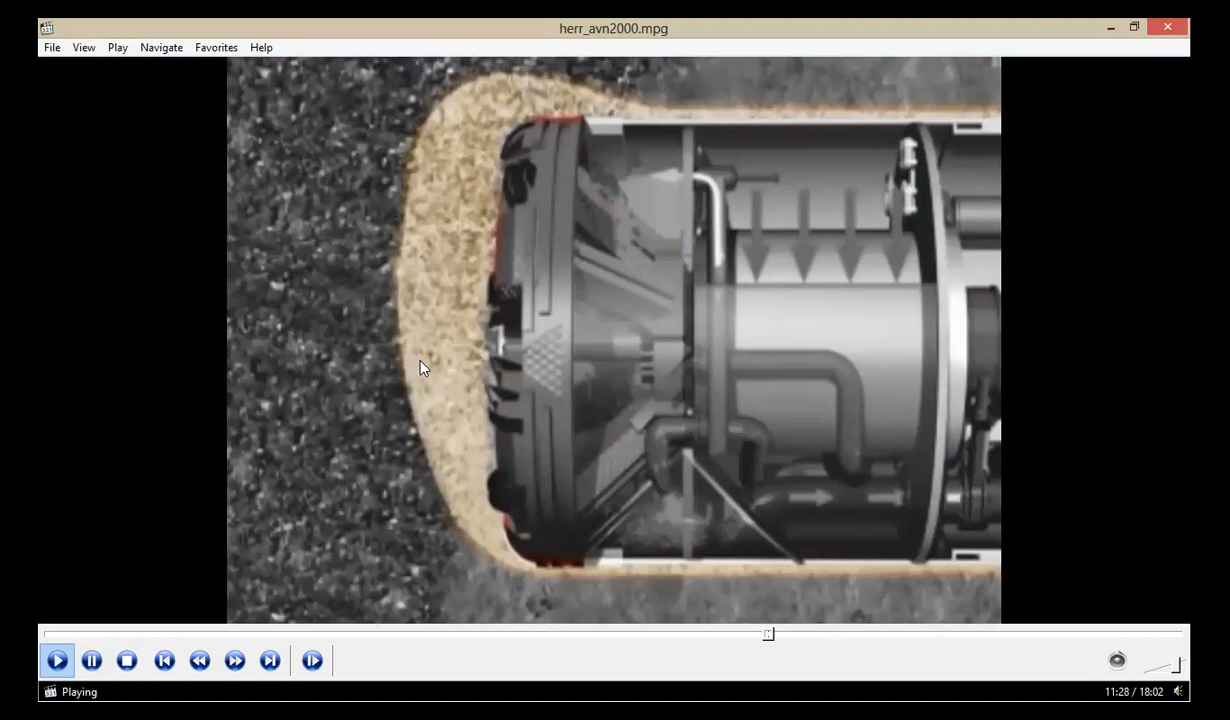 herr_avn2000.mpg
File View Play Navigate Favorites Help
Playing
11:28 / 18:02